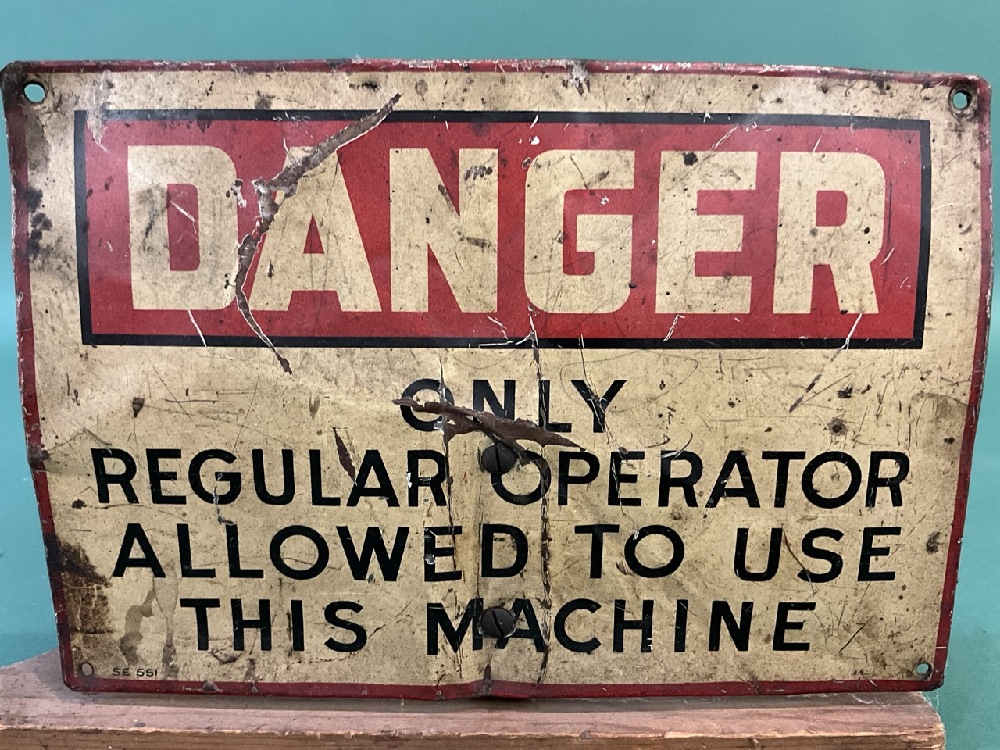 DANGER
ONLY
REGULAR OPERATOR
ALLOWED TO USE
THIS MACHINE
SE 551